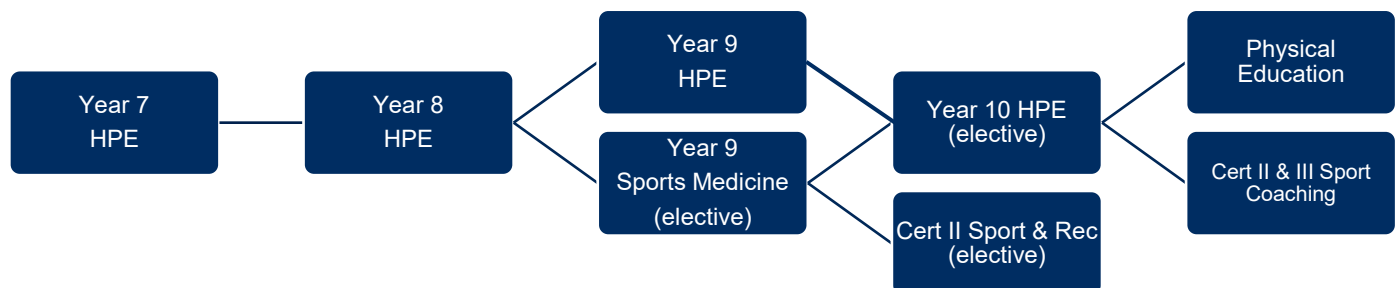 Year 7
HPE
Year 8
HPE
Year 9
HPE
Year 9
Sports Medicine
(elective)
Year 10 HPE
(elective)
Cert II Sport & Rec
(elective)
Physical
Education
Cert II & III Sport
Coaching